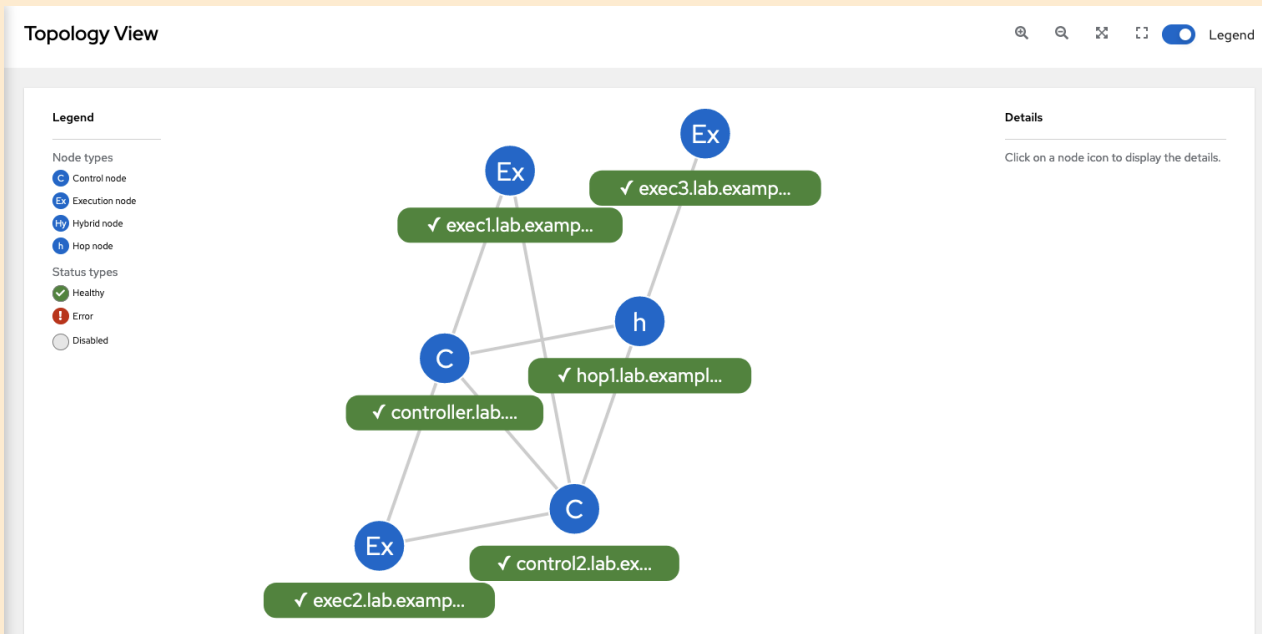 Topology View
Legend
Legend
Node types
C Control node
Ex Execution node
Hy Hybrid node
h Hop node
Status types
Healthy
! Error
Disabled
Ex
✓ exec3.lab.examp...
Ex
✓ exec1.lab.examp...
h
✓ hop1.lab.exampl...
C
✓ controller.lab....
C
✓ control2.lab.ex...
Ex
✓ exec2.lab.examp...
Details
Click on a node icon to display the details.